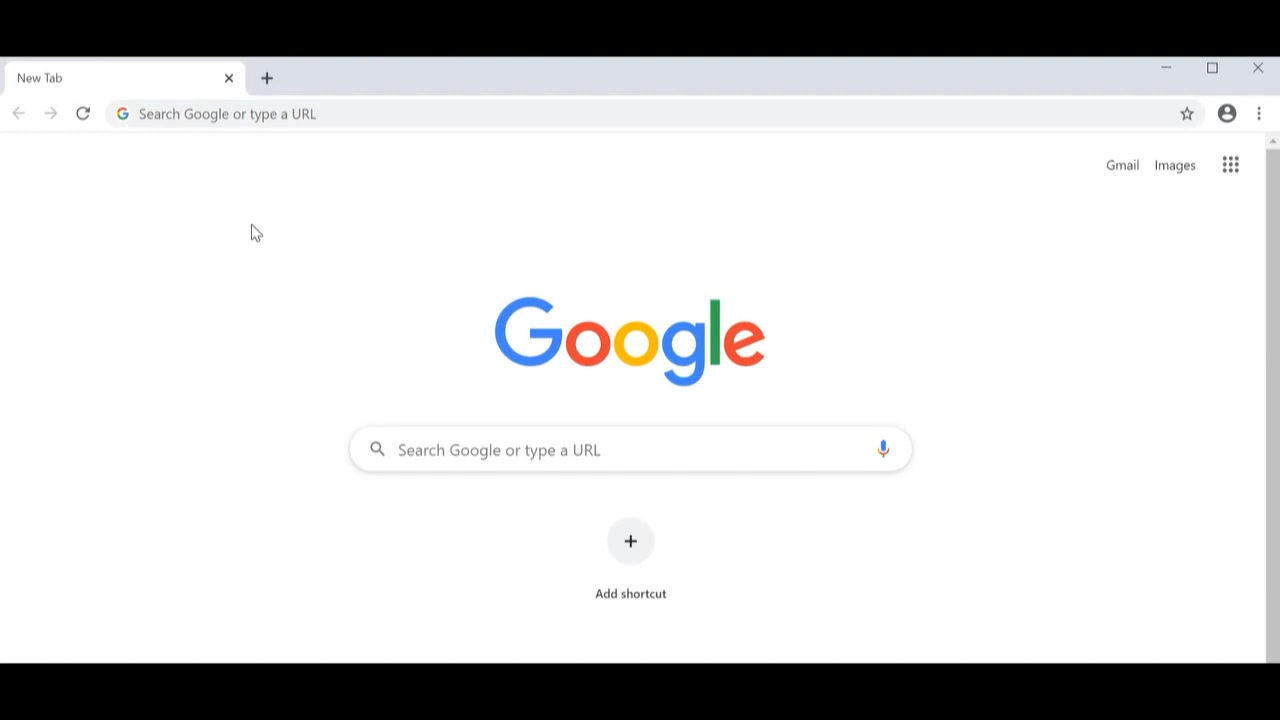 New Tab
Search Google or type a URL
Gmail Images
Google
Search Google or type a URL
Add shortcut